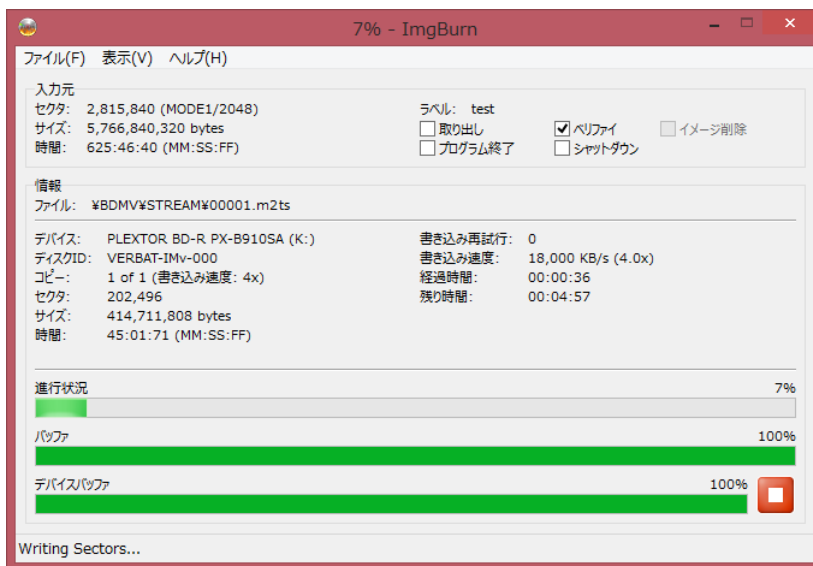 7% - ImgBurn
ファイル(F) 表示(V) ヘルプ(H)
入力元
セクタ: 2,815,840 (MODE1/2048)
サイズ: 5,766,840,320 bytes
時間: 625:46:40 (MM:SS:FF)
ラベル: test
取り出し ベリファイ イメージ削除
プログラム終了 シャットダウン
情報
ファイル: ¥BDMV¥STREAM¥00001.m2ts
デバイス: PLEXTOR BD-R PX-B910SA (K:)
ディスクID: VERBAT-IMv-000
コピー: 1 of 1 (書き込み速度: 4x)
セクタ: 202,496
サイズ: 414,711,808 bytes
時間: 45:01:71 (MM:SS:FF)
書き込み再試行: 0
書き込み速度: 18,000 KB/s (4.0x)
経過時間: 00:00:36
残り時間: 00:04:57
進行状況 7%
バッファ 100%
デバイスバッファ 100%
Writing Sectors...